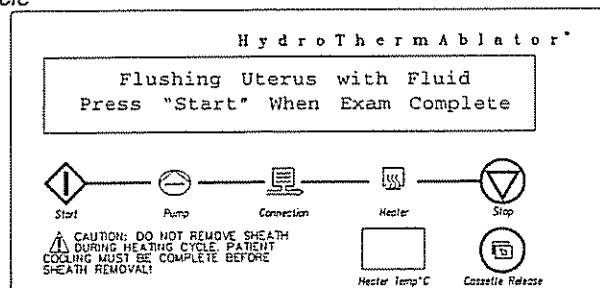 HydroThermAblator®
Flushing Uterus with Fluid
Press "Start" When Exam Complete
Start
Pump
Connection
Heater
Stop
CAUTION: DO NOT REMOVE SHEATH
DURING HEATING CYCLE. PATIENT
COOLING MUST BE COMPLETE BEFORE
SHEATH REMOVAL!
Heater Temp°C
Cassette Release